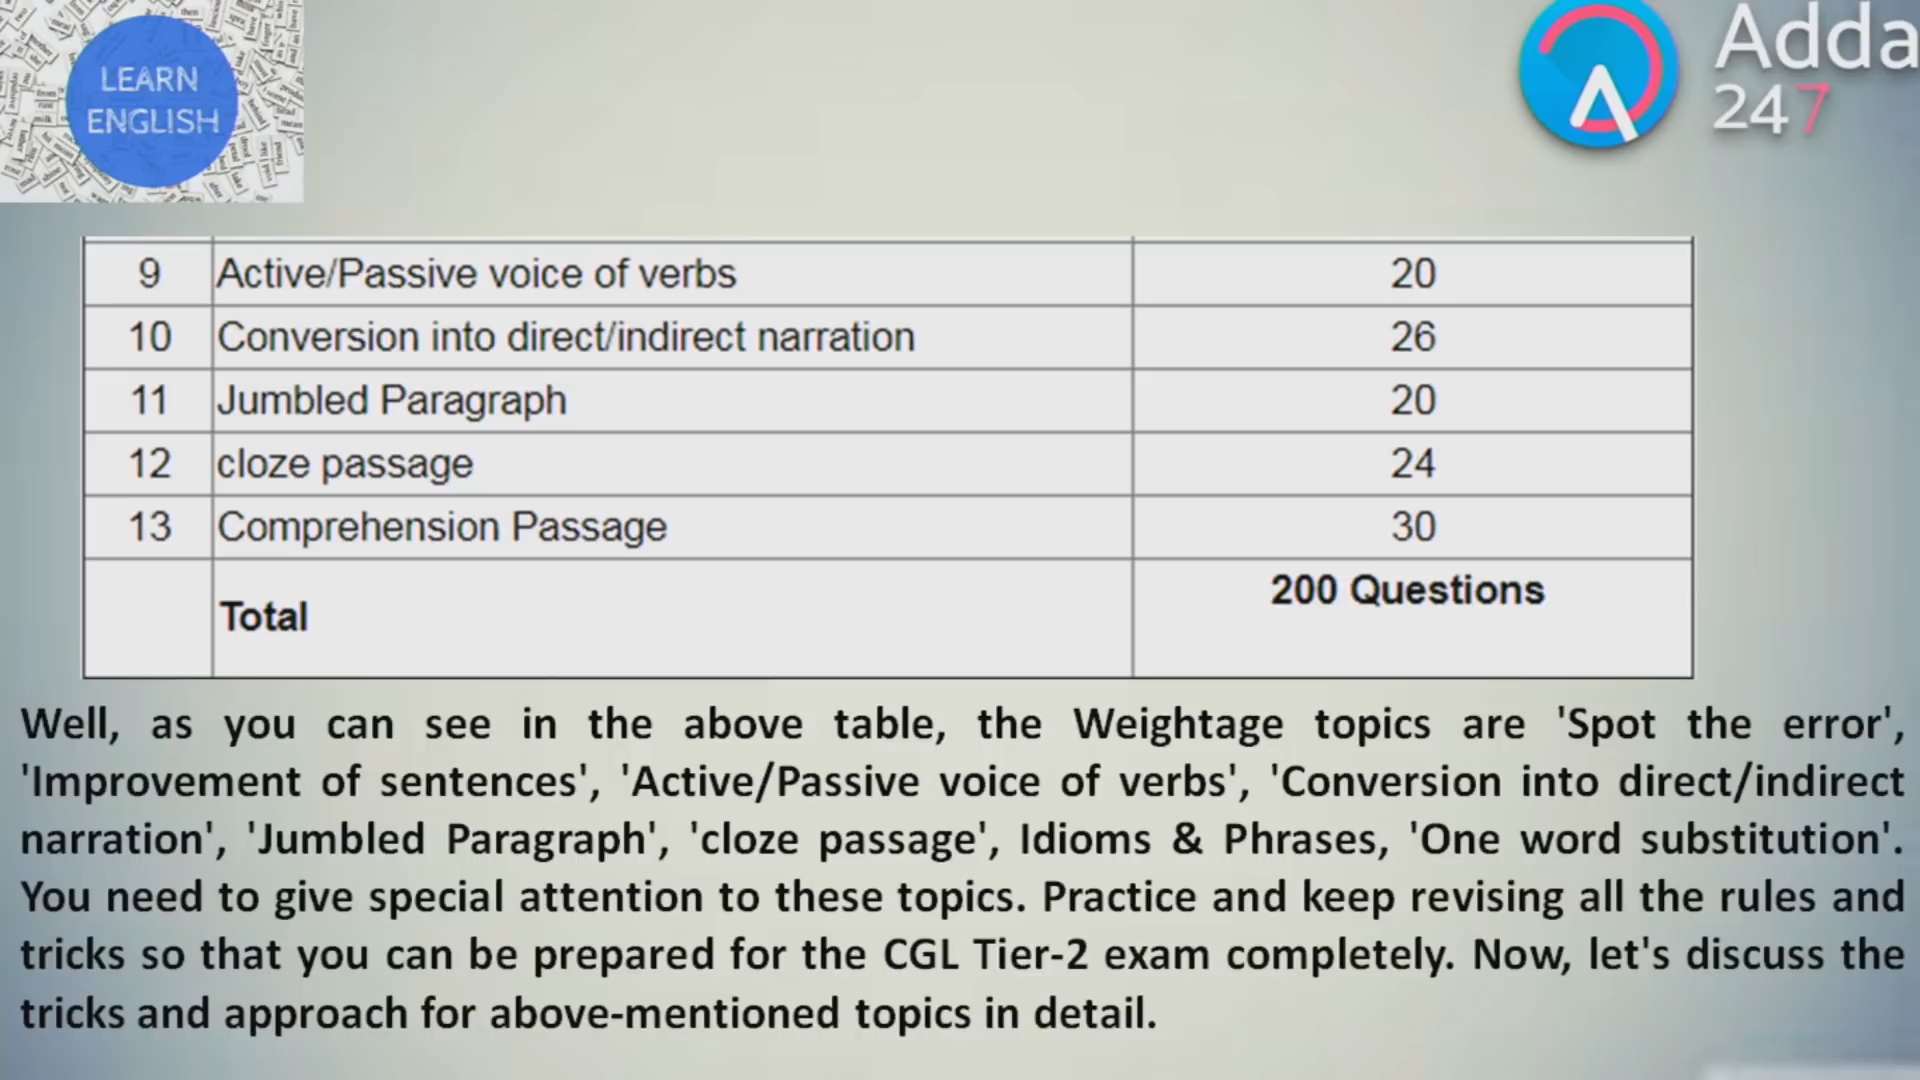 LEARN
ENGLISH
Adda
247
9 Active/Passive voice of verbs 20
10 Conversion into direct/indirect narration 26
11 Jumbled Paragraph 20
12 cloze passage 24
13 Comprehension Passage 30
Total 200 Questions
Well, as you can see in the above table, the Weightage topics are 'Spot the error',
'Improvement of sentences', 'Active/Passive voice of verbs', 'Conversion into direct/indirect
narration', 'Jumbled Paragraph', 'cloze passage', Idioms & Phrases, 'One word substitution'.
You need to give special attention to these topics. Practice and keep revising all the rules and
tricks so that you can be prepared for the CGL Tier-2 exam completely. Now, let's discuss the
tricks and approach for above-mentioned topics in detail.